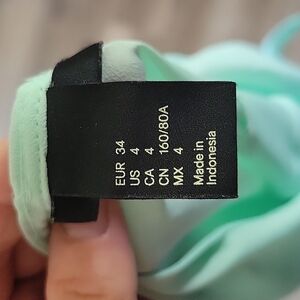 EUR 34
US 4
CA 4
CN 160/80A
MX 4
Made in
Indonesia